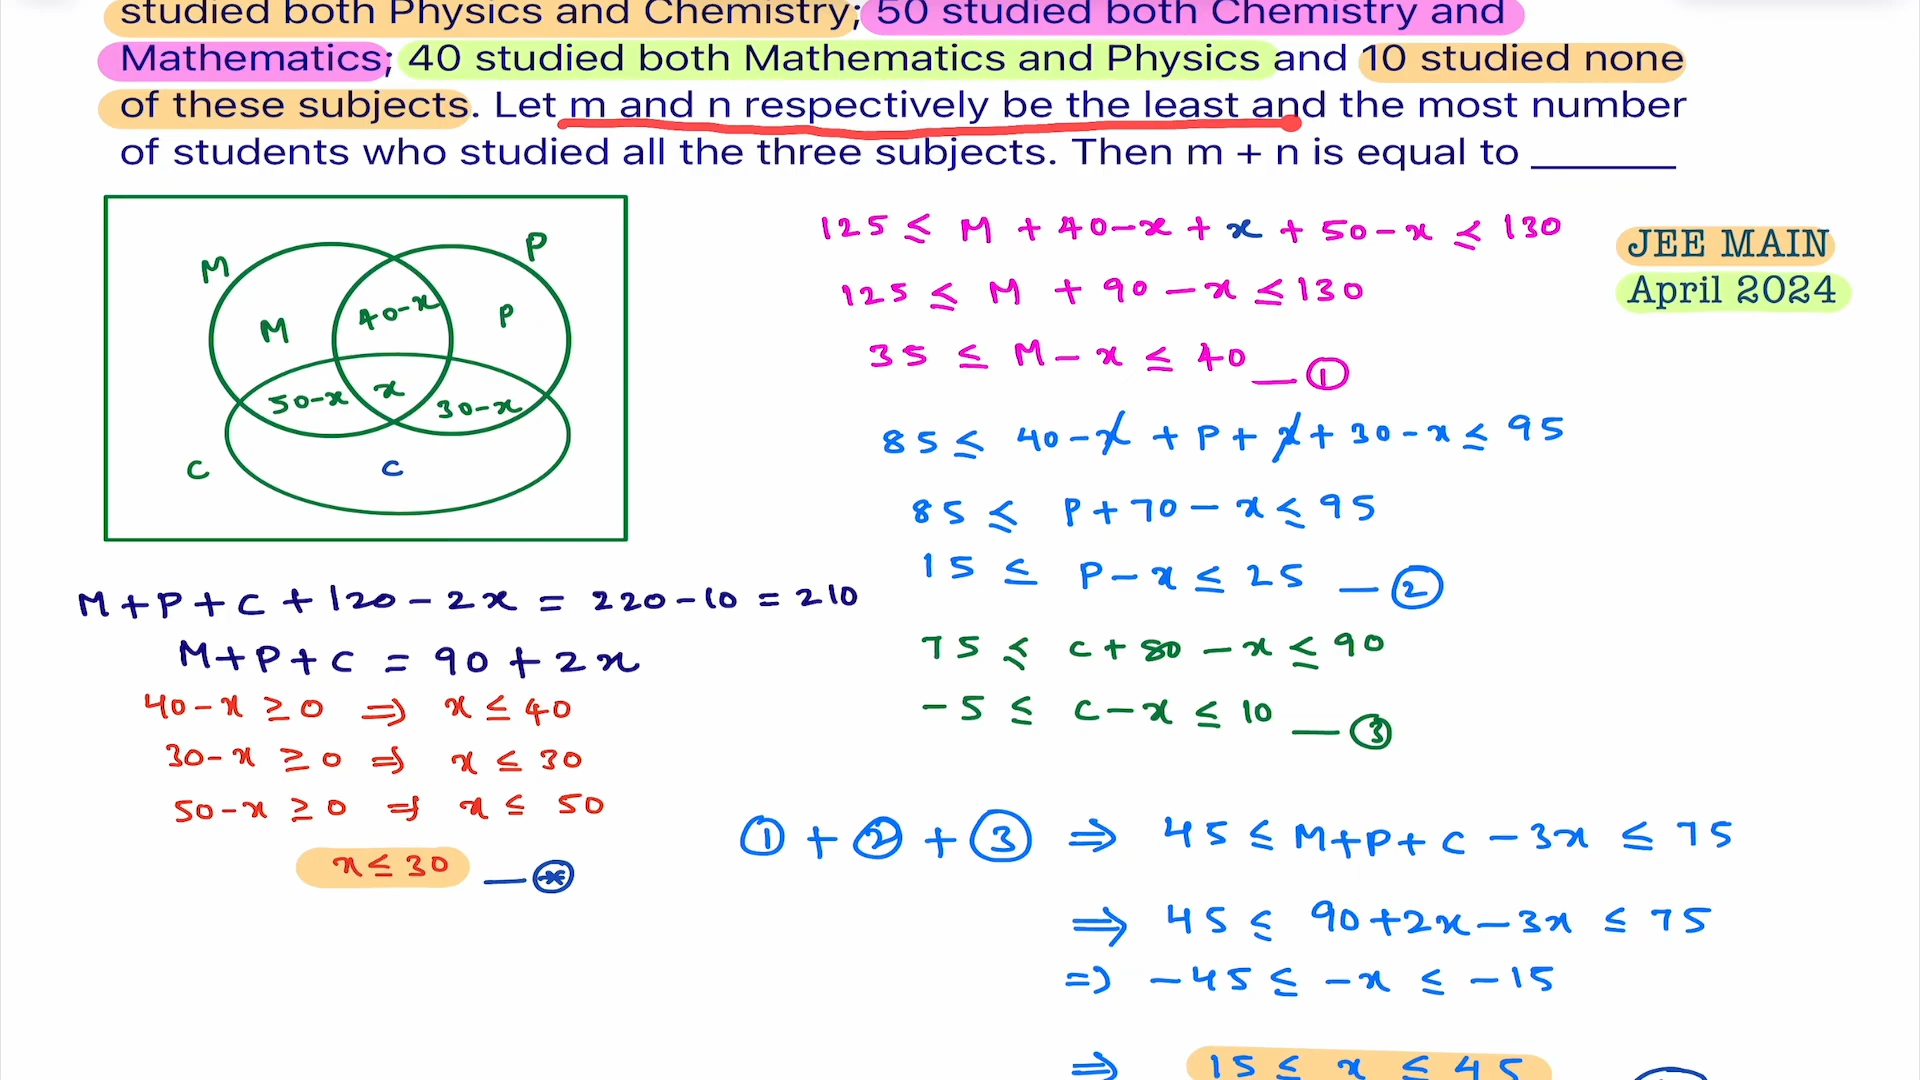 studied both Physics and Chemistry; 50 studied both Chemistry and
Mathematics; 40 studied both Mathematics and Physics and 10 studied none
of these subjects. Let m and n respectively be the least and the most number
of students who studied all the three subjects. Then m + n is equal to ______
JEE MAIN
April 2024
M
P
M
40-x
P
50-x
x
30-x
C
C
M+P+C+120-2x = 220-10 = 210
M+P+C = 90+2x
40-x ≥ 0 ⇒ x ≤ 40
30-x ≥ 0 ⇒ x ≤ 30
50-x ≥ 0 ⇒ x ≤ 50
x ≤ 30 — ⊛
125 ≤ M + 40-x + x + 50-x ≤ 130
125 ≤ M + 90-x ≤ 130
35 ≤ M-x ≤ 40 — ①
85 ≤ 40-x + P + x + 30-x ≤ 95
85 ≤ P+70-x ≤ 95
15 ≤ P-x ≤ 25 — ②
75 ≤ C+80-x ≤ 90
-5 ≤ C-x ≤ 10 — ③
①+②+③ ⇒ 45 ≤ M+P+C-3x ≤ 75
⇒ 45 ≤ 90+2x-3x ≤ 75
⇒ -45 ≤ -x ≤ -15
⇒ 15 ≤ x ≤ 45